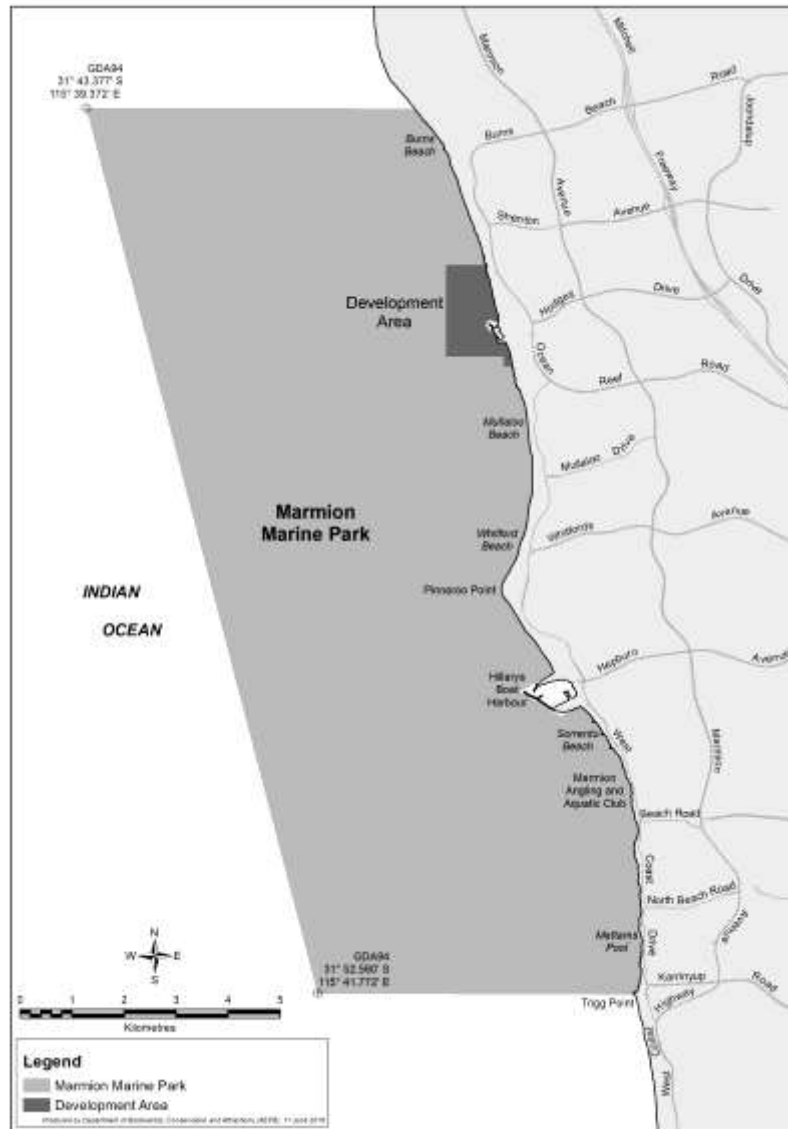 GDA94
31° 43.377' S
115° 39.372' E
Marmion
Mitchell
Burns
Beach
Road
Joondalup
Burns
Beach
Freeway
Avenue
Shenton
Avenue
Development
Area
Hodges
Drive
Drive
Ocean
Reef
Road
Mullaloo
Beach
Mullaloo
Drive
Marmion
Marine Park
Whitfords
Avenue
Whitford
Beach
Pinnaroo Point
INDIAN
OCEAN
Hepburn
Avenue
Hillarys
Boat
Harbour
Sorrento
Beach
West
Marmion
Marmion
Angling and
Aquatic Club
Beach Road
Coast
North Beach Road
Avenue
Mettams
Pool
Drive
N
W
E
S
GDA94
31° 52.560' S
115° 41.772' E
Karrinyup
Road
Trigg Point
Highway
West
0 1 2 3 4 5
Kilometres
Legend
Marmion Marine Park
Development Area